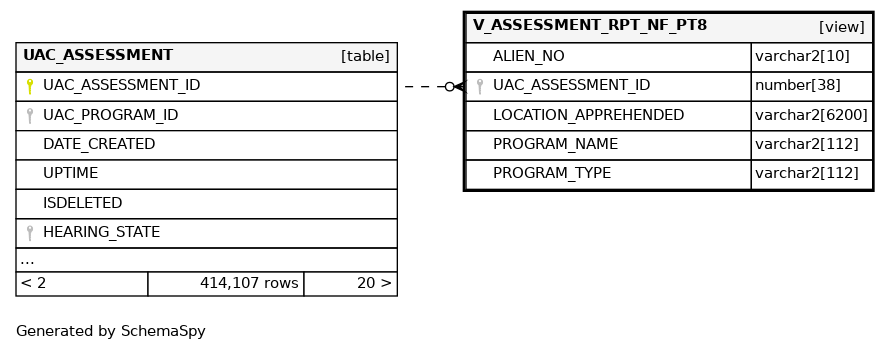 UAC_ASSESSMENT [table]
UAC_ASSESSMENT_ID
UAC_PROGRAM_ID
DATE_CREATED
UPTIME
ISDELETED
HEARING_STATE
...
< 2 414,107 rows 20 >
V_ASSESSMENT_RPT_NF_PT8 [view]
ALIEN_NO varchar2[10]
UAC_ASSESSMENT_ID number[38]
LOCATION_APPREHENDED varchar2[6200]
PROGRAM_NAME varchar2[112]
PROGRAM_TYPE varchar2[112]
Generated by SchemaSpy